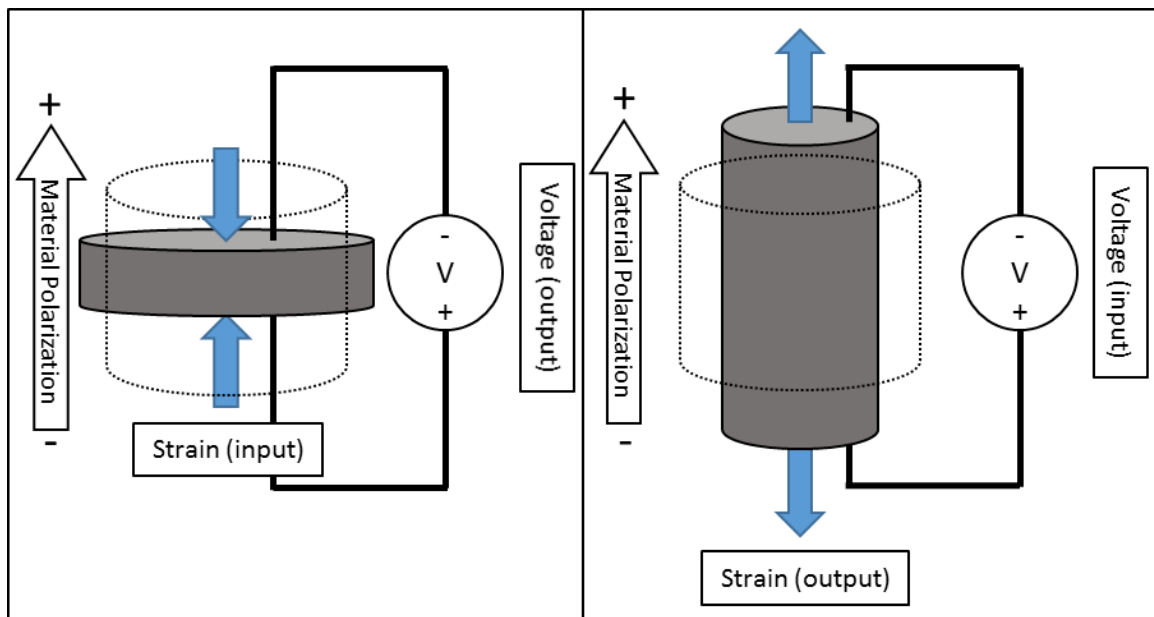 +
Material Polarization
-
Strain (input)
-
V
+
Voltage (output)
+
Material Polarization
-
Strain (output)
-
V
+
Voltage (input)